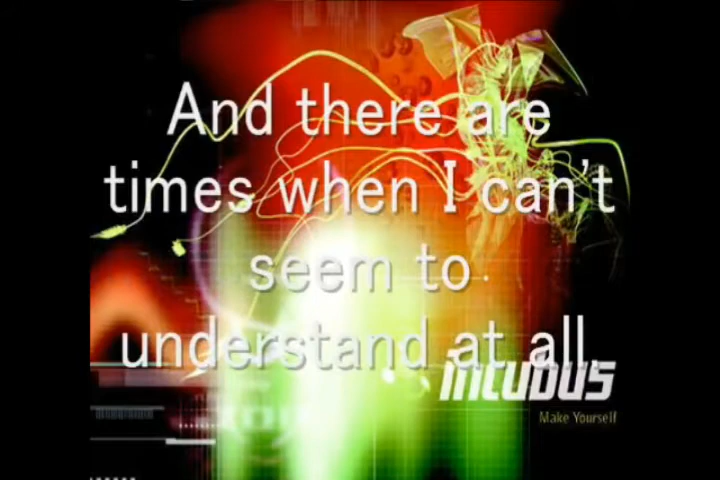 And there are
times when I can't
seem to
understand at all.
incubus
Make Yourself